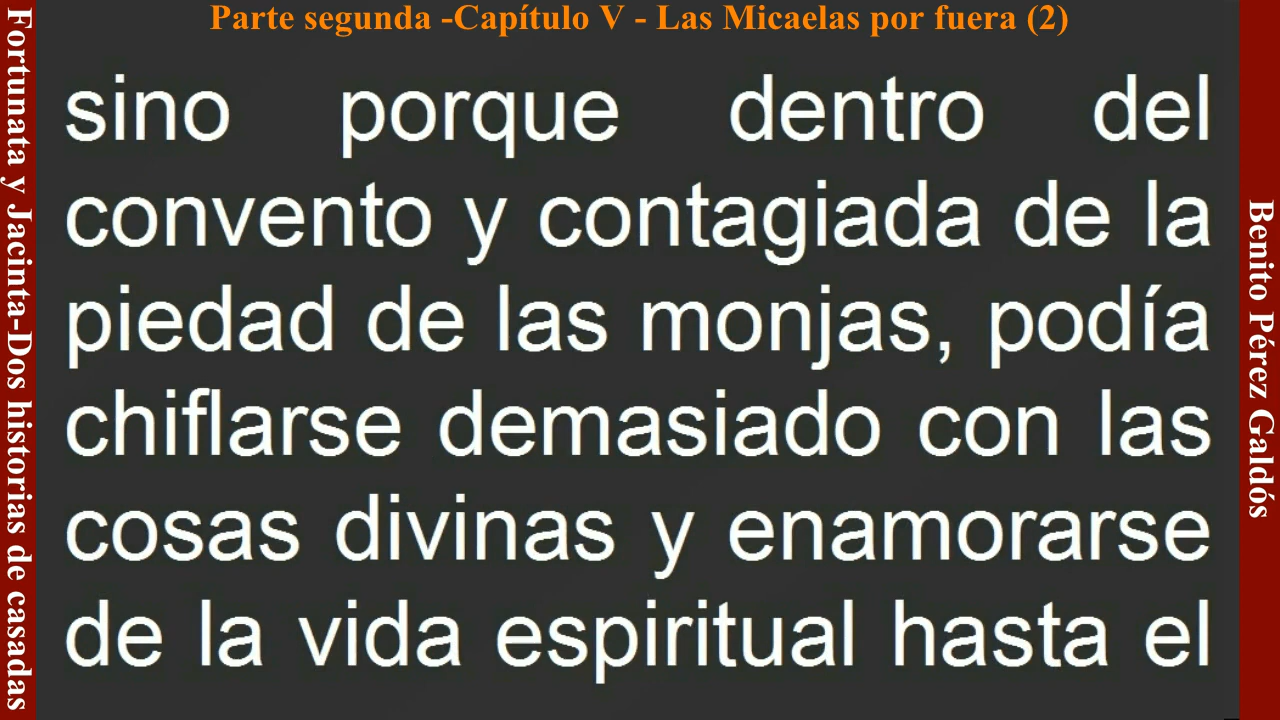 Parte segunda -Capítulo V - Las Micaelas por fuera (2)
Fortunata y Jacinta-Dos historias de casadas
sino porque dentro del
convento y contagiada de la
piedad de las monjas, podía
chiflarse demasiado con las
cosas divinas y enamorarse
de la vida espiritual hasta el
Benito Pérez Galdós